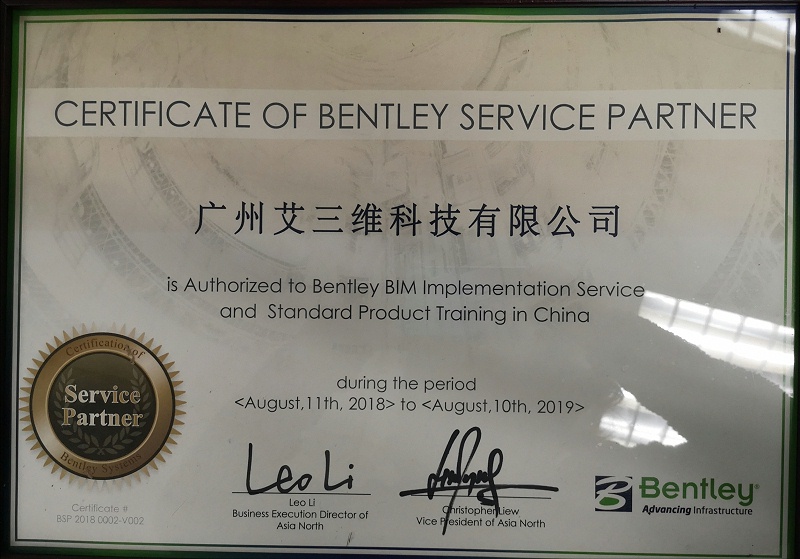 CERTIFICATE OF BENTLEY SERVICE PARTNER
广州艾三维科技有限公司
is Authorized to Bentley BIM Implementation Service
and Standard Product Training in China
during the period
<August,11th, 2018> to <August,10th, 2019>
Certification of
Service
Partner
Bentley Systems
Certificate #
BSP 2018 0002-V002
Leo Li
Leo Li
Business Execution Director of
Asia North
Christopher Liew
Vice President of Asia North
Bentley®
Advancing Infrastructure